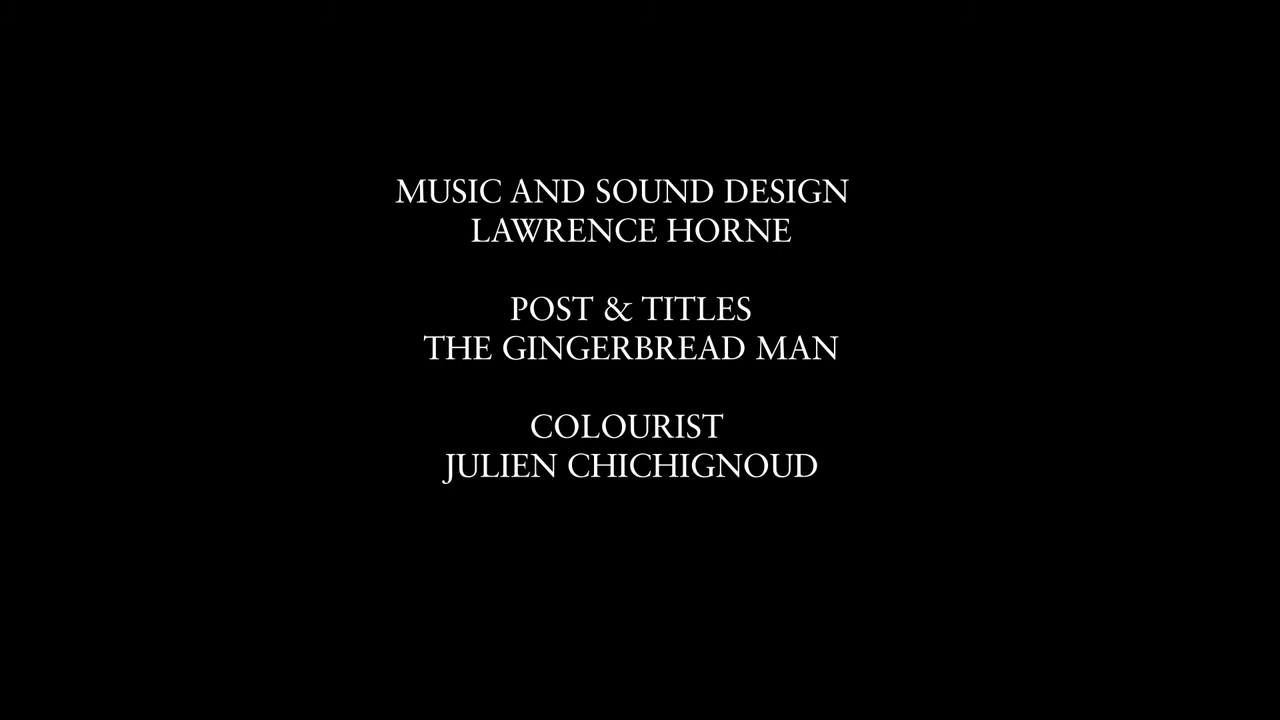 MUSIC AND SOUND DESIGN
LAWRENCE HORNE
POST & TITLES
THE GINGERBREAD MAN
COLOURIST
JULIEN CHICHIGNOUD